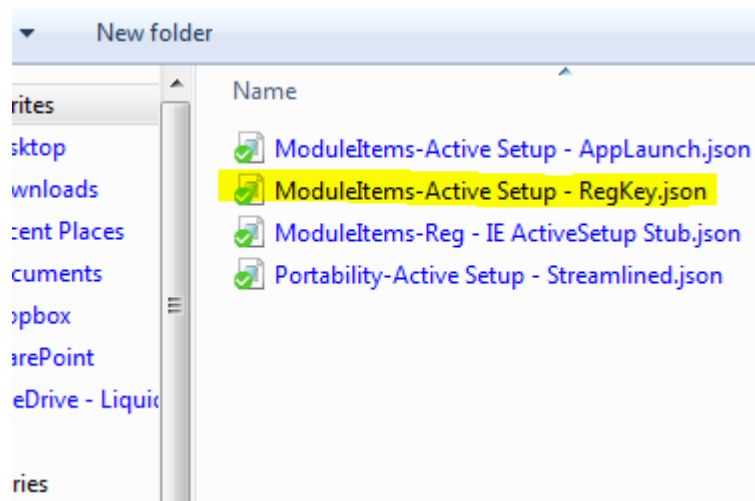 New folder
rites
sktop
wnloads
cent Places
cuments
opbox
arePoint
eDrive - Liquid
ries
Name
ModuleItems-Active Setup - AppLaunch.json
ModuleItems-Active Setup - RegKey.json
ModuleItems-Reg - IE ActiveSetup Stub.json
Portability-Active Setup - Streamlined.json